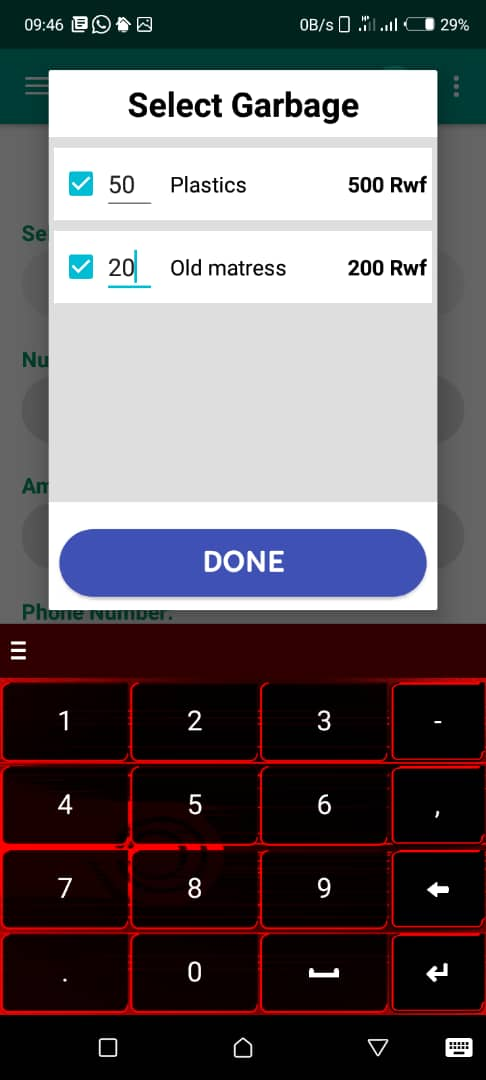 09:46
0B/s
29%
Select Garbage
50 Plastics 500 Rwf
20 Old matress 200 Rwf
Se
Nu
Am
DONE
Phone Number:
1 2 3 -
4 5 6 ,
7 8 9
. 0